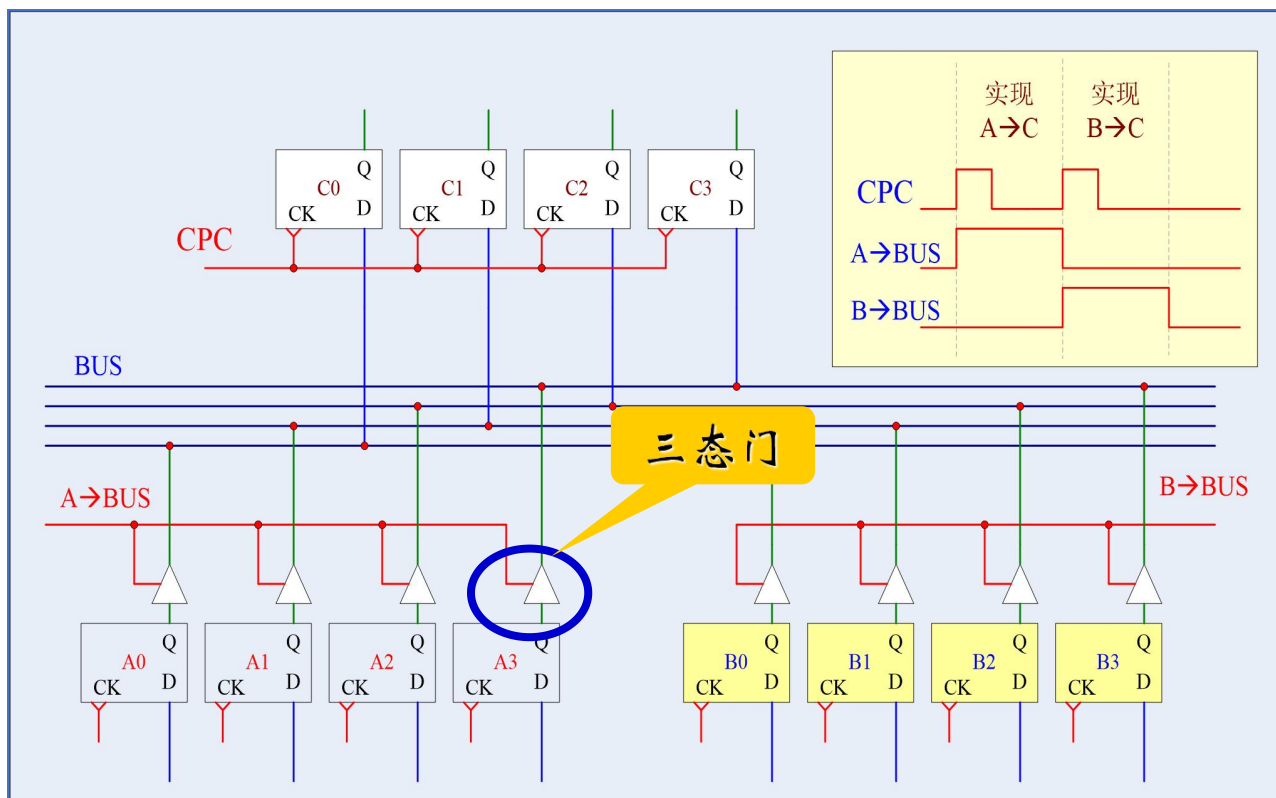 实现 实现
A→C B→C
CPC
A→BUS
B→BUS
Q Q Q Q
C0 C1 C2 C3
CK D CK D CK D CK D
CPC
BUS
三态门
A→BUS
B→BUS
Q Q Q Q Q Q Q Q
A0 A1 A2 A3 B0 B1 B2 B3
CK D CK D CK D CK D CK D CK D CK D CK D